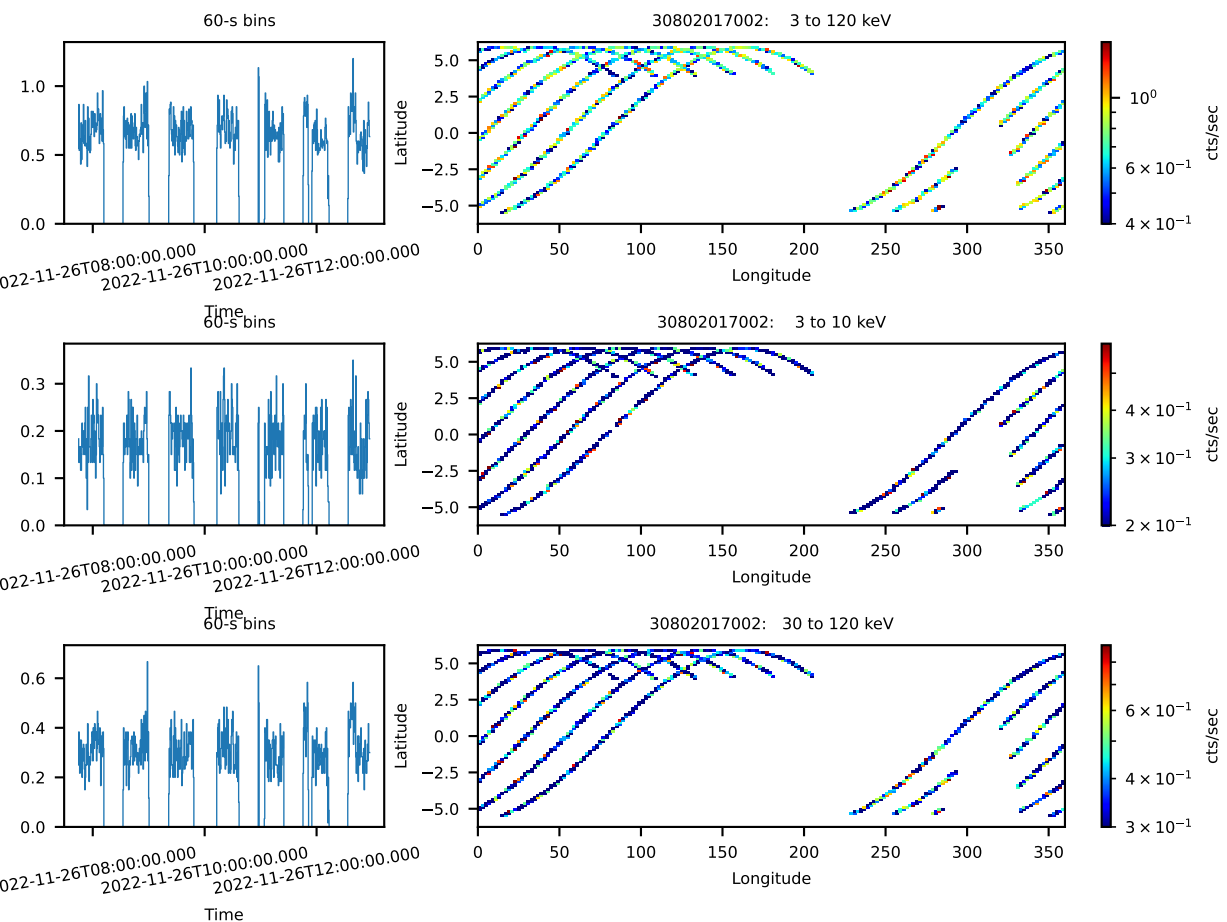 60-s bins
1.0
0.5
0.0
022-11-26T08:00:00.000
2022-11-26T10:00:00.000
2022-11-26T12:00:00.000
Time
30802017002: 3 to 120 keV
Latitude
5.0
2.5
0.0
−2.5
−5.0
0 50 100 150 200 250 300 350
Longitude
10⁰
6 × 10⁻¹
4 × 10⁻¹
cts/sec
60-s bins
0.3
0.2
0.1
0.0
022-11-26T08:00:00.000
2022-11-26T10:00:00.000
2022-11-26T12:00:00.000
Time
30802017002: 3 to 10 keV
Latitude
5.0
2.5
0.0
−2.5
−5.0
0 50 100 150 200 250 300 350
Longitude
4 × 10⁻¹
3 × 10⁻¹
2 × 10⁻¹
cts/sec
60-s bins
0.6
0.4
0.2
0.0
022-11-26T08:00:00.000
2022-11-26T10:00:00.000
2022-11-26T12:00:00.000
Time
30802017002: 30 to 120 keV
Latitude
5.0
2.5
0.0
−2.5
−5.0
0 50 100 150 200 250 300 350
Longitude
6 × 10⁻¹
4 × 10⁻¹
3 × 10⁻¹
cts/sec